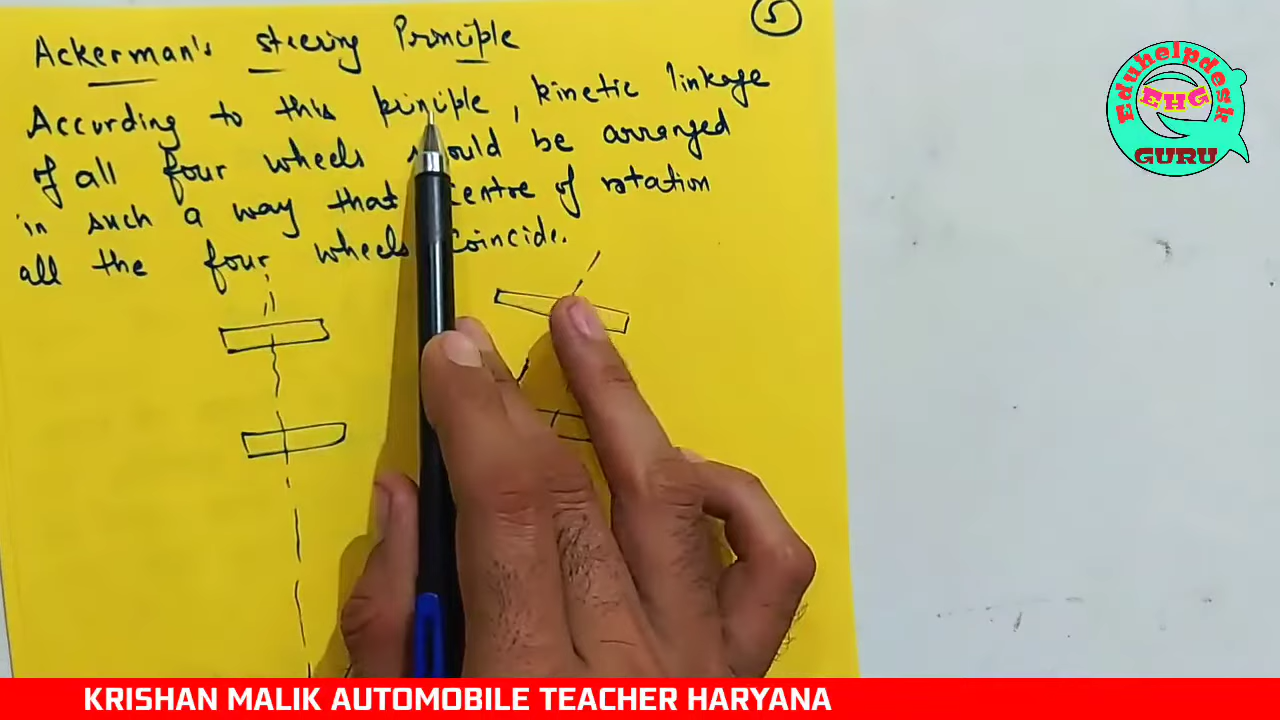 Ackerman's steering Principle
5
According to this priniple, kinetic linkage
of all four wheels should be arranged
in such a way that centre of rotation
all the four wheels coincide.
Eduhelpdesk
EHG
GURU
KRISHAN MALIK AUTOMOBILE TEACHER HARYANA